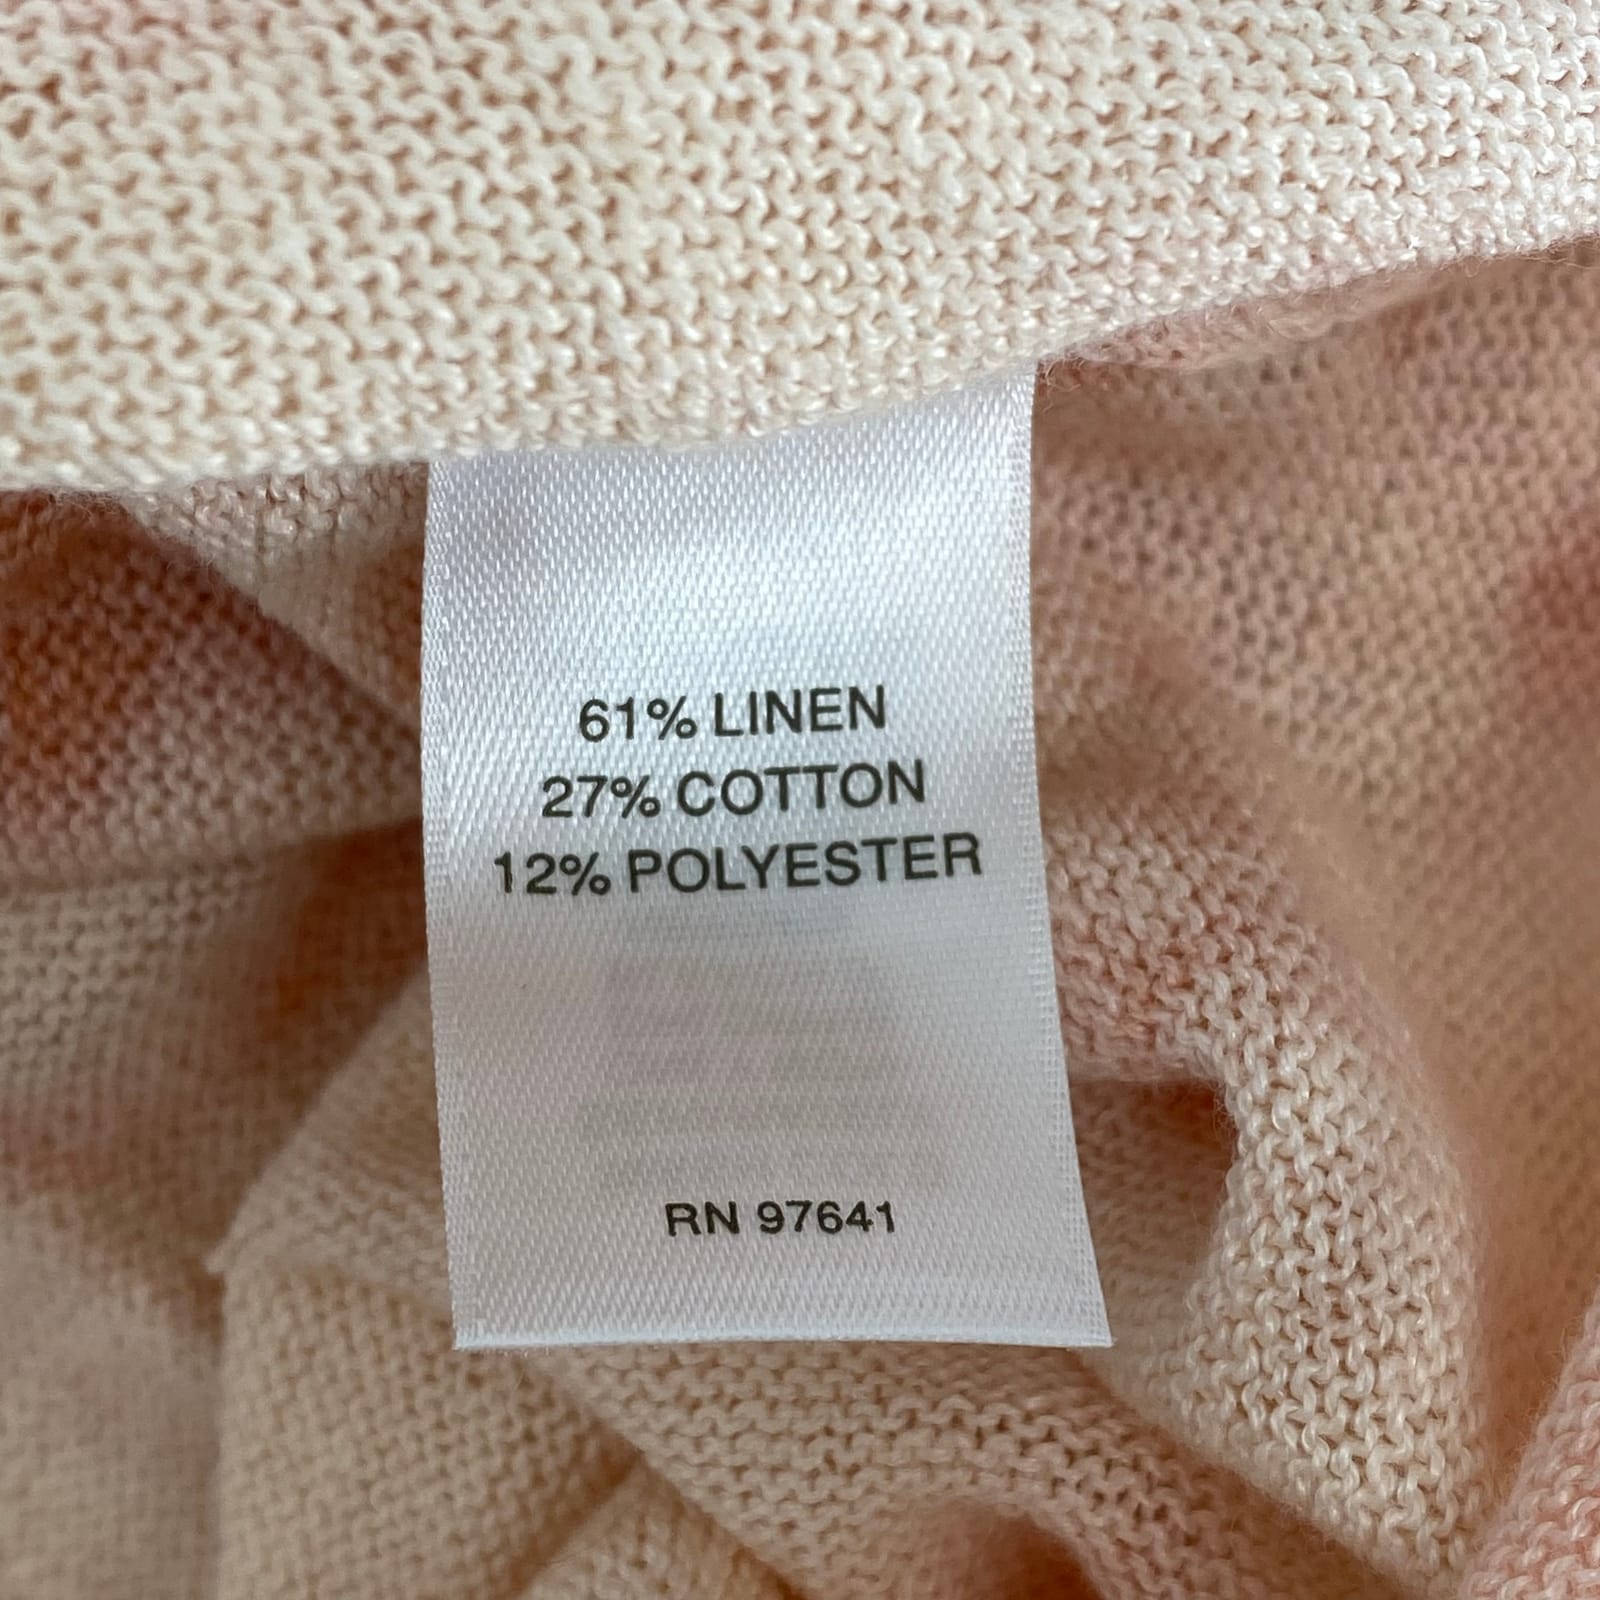 61% LINEN
27% COTTON
12% POLYESTER
RN 97641